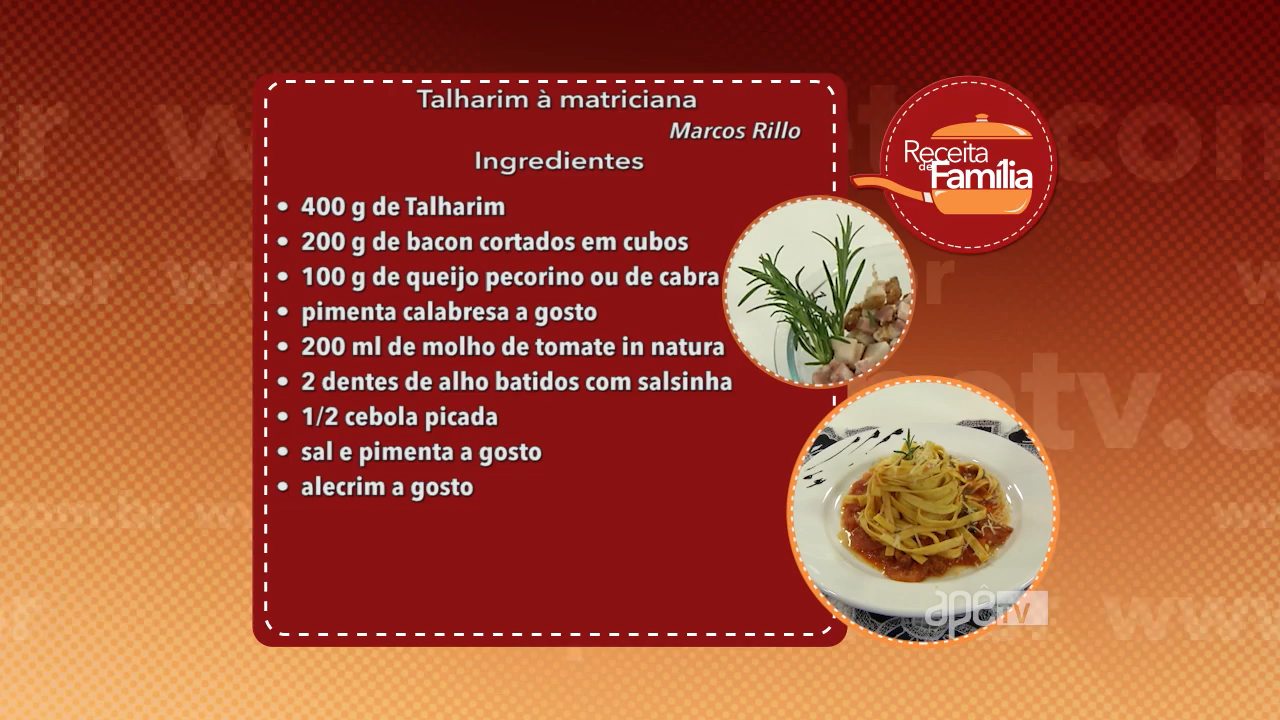 Talharim à matriciana
Marcos Rillo
Ingredientes
• 400 g de Talharim
• 200 g de bacon cortados em cubos
• 100 g de queijo pecorino ou de cabra
• pimenta calabresa a gosto
• 200 ml de molho de tomate in natura
• 2 dentes de alho batidos com salsinha
• 1/2 cebola picada
• sal e pimenta a gosto
• alecrim a gosto
Receita
de Família
apê TV